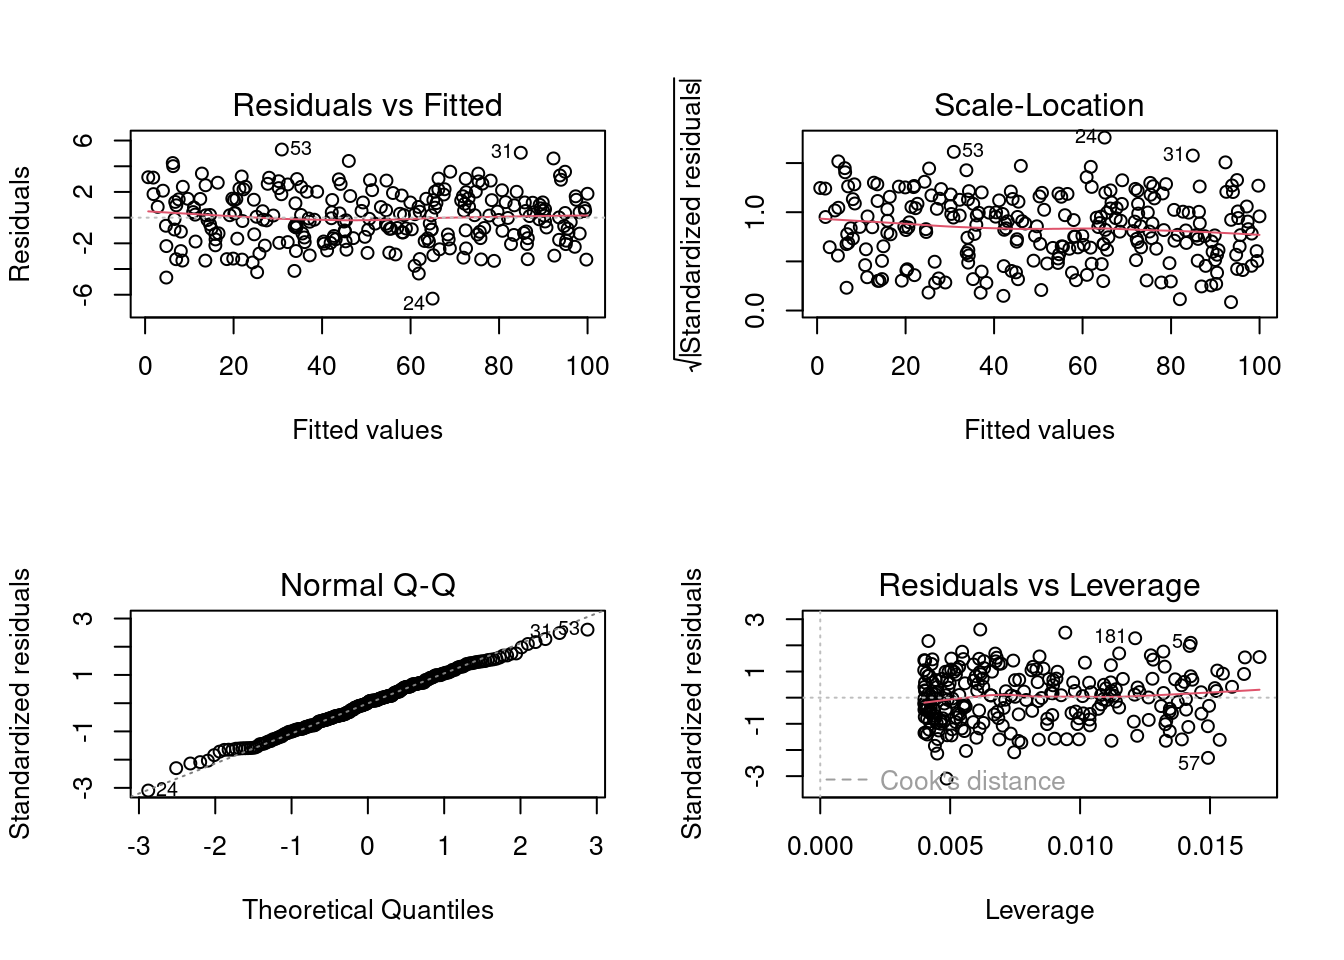 Residuals vs Fitted
Residuals
6
2
-2
-6
53
31
24
0 20 40 60 80 100
Fitted values
Scale-Location
√|Standardized residuals|
1.0
0.0
53
24
31
0 20 40 60 80 100
Fitted values
Normal Q-Q
Standardized residuals
3
1
-1
-3
31 53
24
-3 -2 -1 0 1 2 3
Theoretical Quantiles
Residuals vs Leverage
Standardized residuals
3
1
-1
-3
181
5
57
Cook's distance
0.000 0.005 0.010 0.015
Leverage